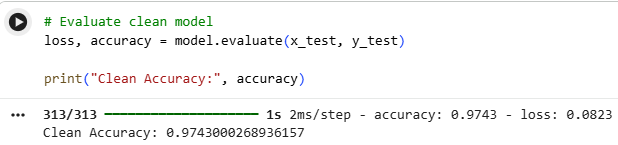 # Evaluate clean model
loss, accuracy = model.evaluate(x_test, y_test)
print("Clean Accuracy:", accuracy)
313/313 ━━━━━━━━━━━━━━━━━━━━ 1s 2ms/step - accuracy: 0.9743 - loss: 0.0823
Clean Accuracy: 0.9743000268936157